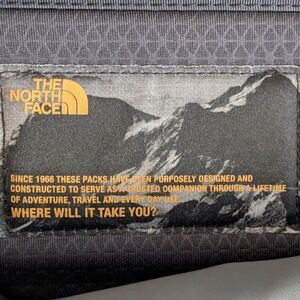 THE
NORTH
FACE
SINCE 1966 THESE PACKS HAVE BEEN PURPOSELY DESIGNED AND
CONSTRUCTED TO SERVE AS A TRUSTED COMPANION THROUGH A LIFETIME
OF ADVENTURE, TRAVEL AND EVERY DAY USE.
WHERE WILL IT TAKE YOU?